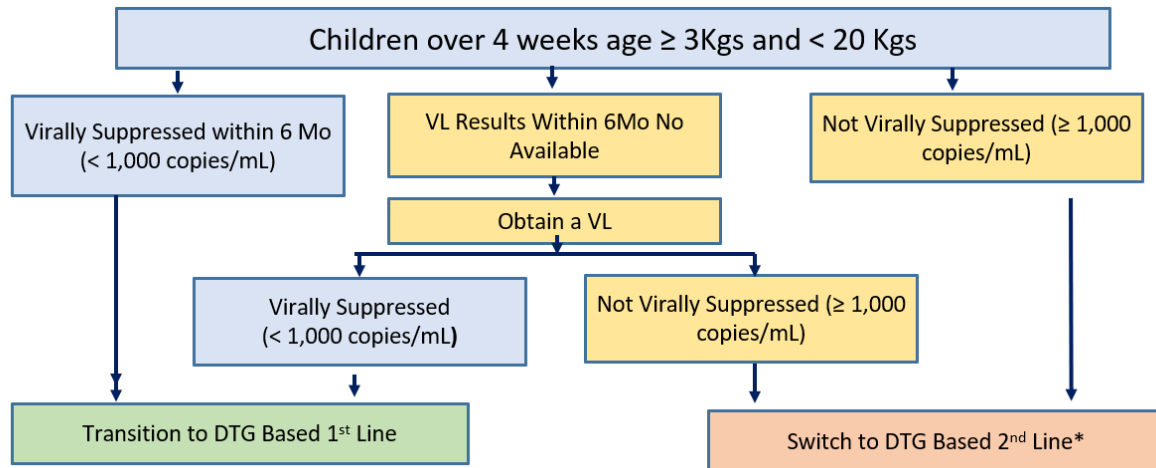 Children over 4 weeks age ≥ 3Kgs and < 20 Kgs
Virally Suppressed within 6 Mo
(< 1,000 copies/mL)
VL Results Within 6Mo No
Available
Not Virally Suppressed (≥ 1,000
copies/mL)
Obtain a VL
Virally Suppressed
(< 1,000 copies/mL)
Not Virally Suppressed (≥ 1,000
copies/mL)
Transition to DTG Based 1st Line
Switch to DTG Based 2nd Line*